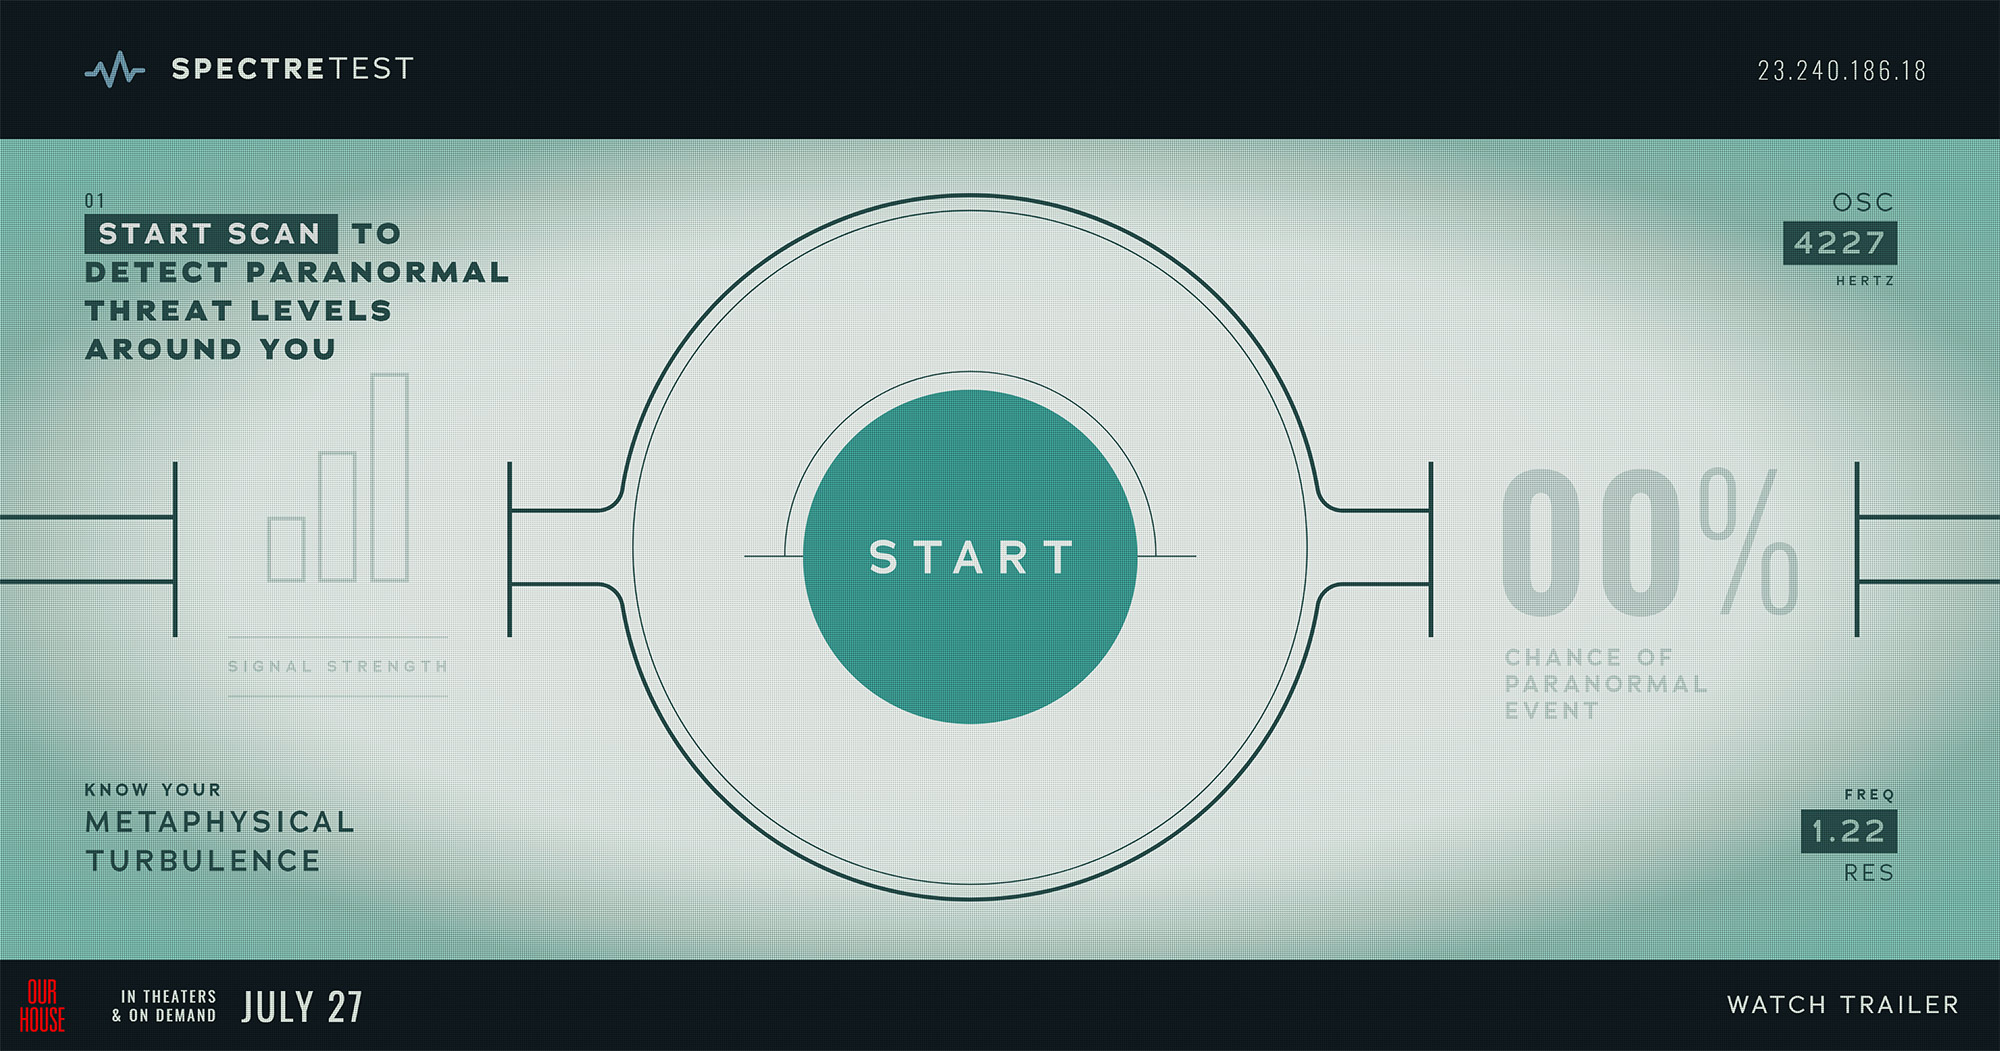 SPECTRETEST
23.240.186.18
01
START SCAN TO
DETECT PARANORMAL
THREAT LEVELS
AROUND YOU
OSC
4227
HERTZ
START
00%
SIGNAL STRENGTH
CHANCE OF
PARANORMAL
EVENT
KNOW YOUR
METAPHYSICAL
TURBULENCE
FREQ
1.22
RES
OUR
HOUSE
IN THEATERS
& ON DEMAND
JULY 27
WATCH TRAILER